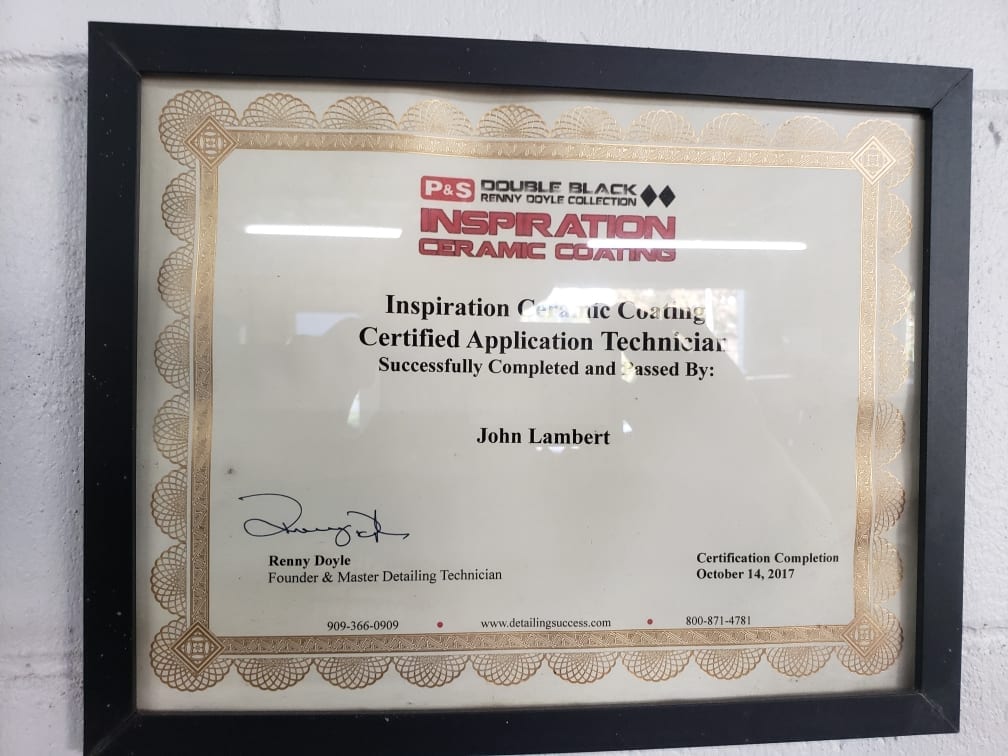 P&S DOUBLE BLACK
RENNY DOYLE COLLECTION
INSPIRATION
CERAMIC COATING
Inspiration Ceramic Coating
Certified Application Technician
Successfully Completed and Passed By:
John Lambert
Renny Doyle
Founder & Master Detailing Technician
Certification Completion
October 14, 2017
909-366-0909 • www.detailingsuccess.com • 800-871-4781